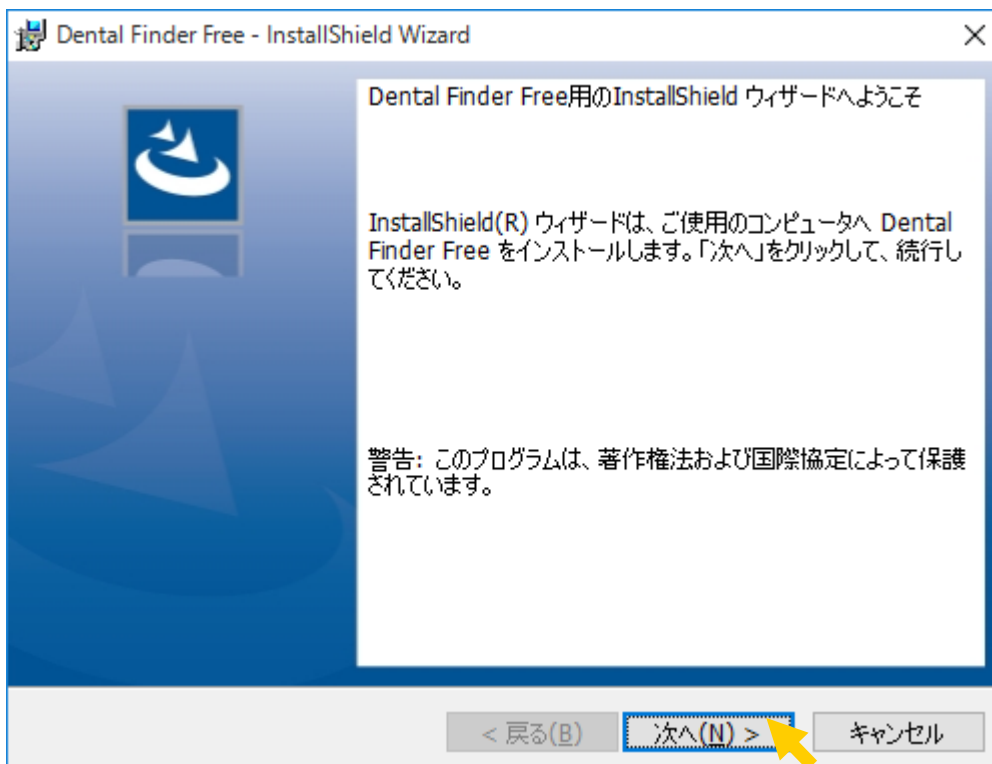 Dental Finder Free - InstallShield Wizard
Dental Finder Free用のInstallShield ウィザードへようこそ
InstallShield(R) ウィザードは、ご使用のコンピュータへ Dental
Finder Free をインストールします。「次へ」をクリックして、続行し
てください。
警告: このプログラムは、著作権法および国際協定によって保護
されています。
< 戻る(B)
次へ(N) >
キャンセル